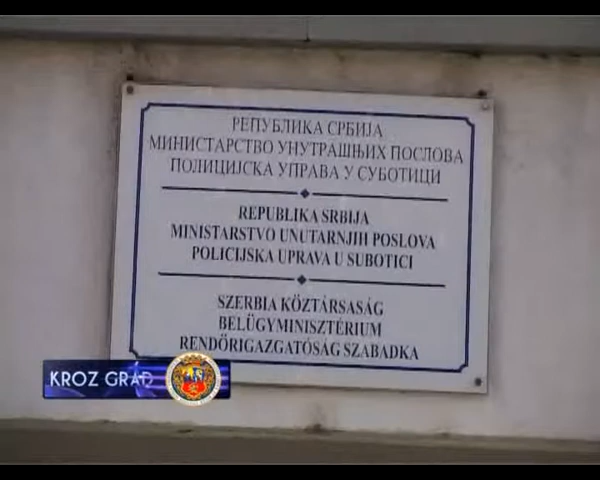 РЕПУБЛИКА СРБИЈА
МИНИСТАРСТВО УНУТРАШЊИХ ПОСЛОВА
ПОЛИЦИЈСКА УПРАВА У СУБОТИЦИ
REPUBLIKA SRBIJA
MINISTARSTVO UNUTARNJIH POSLOVA
POLICIJSKA UPRAVA U SUBOTICI
SZERBIA KÖZTÁRSASÁG
BELÜGYMINISZTÉRIUM
RENDŐRIGAZGATÓSÁG SZABADKA
KROZ GRAD